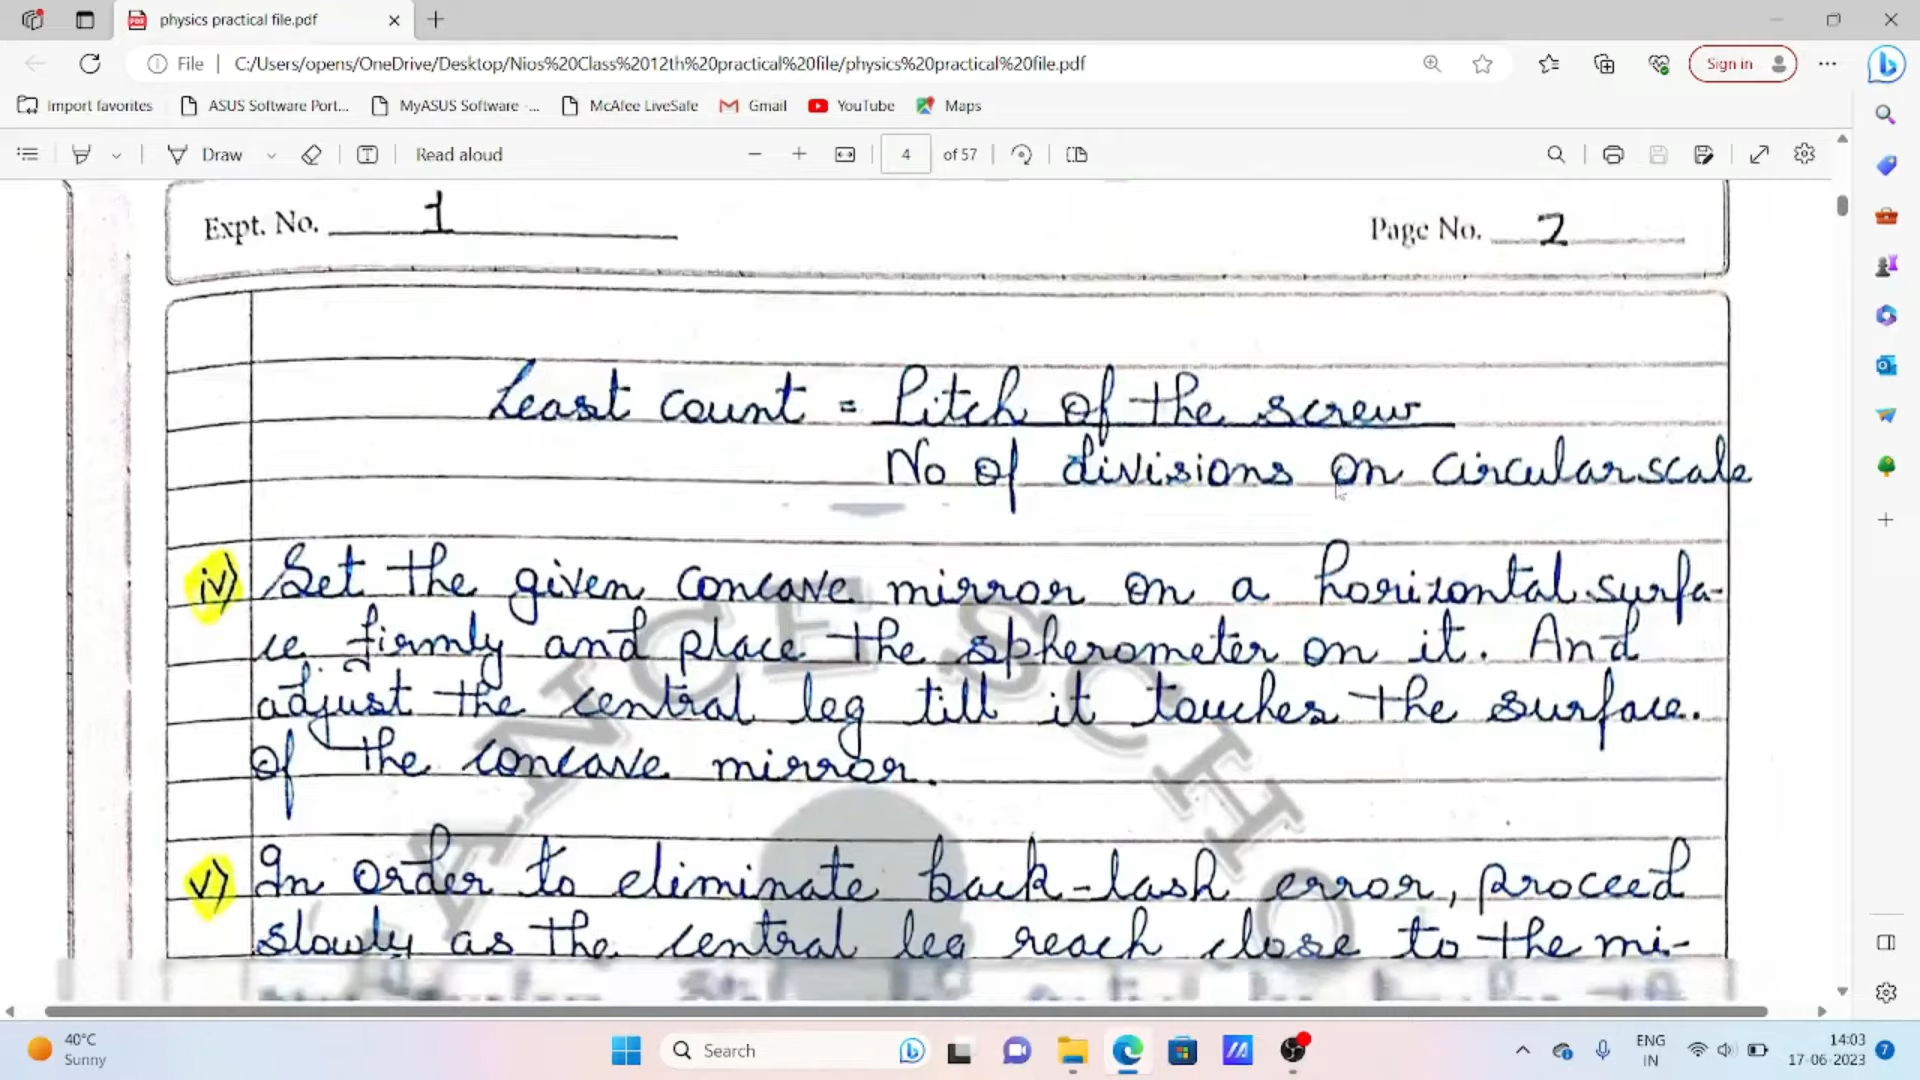 physics practical file.pdf
File
C:/Users/opens/OneDrive/Desktop/Nios%20Class%2012th%20practical%20file/physics%20practical%20file.pdf
Sign in
Import favorites
ASUS Software Port...
MyASUS Software - ...
McAfee LiveSafe
Gmail
YouTube
Maps
Draw
Read aloud
4 of 57
Expt. No. 1
Page No. 2
Least count = Pitch of the screw
No of divisions on circular scale
iv) Set the given concave mirror on a horizontal surfa-
ce firmly and place the spherometer on it. And
adjust the central leg till it touches the surface.
Of the concave mirror.
v) In order to eliminate back-lash error, proceed
slowly as the central leg reach close to the mi-
ANCE SCHO
40°C
Sunny
Search
ENG
IN
14:03
17-06-2023
7